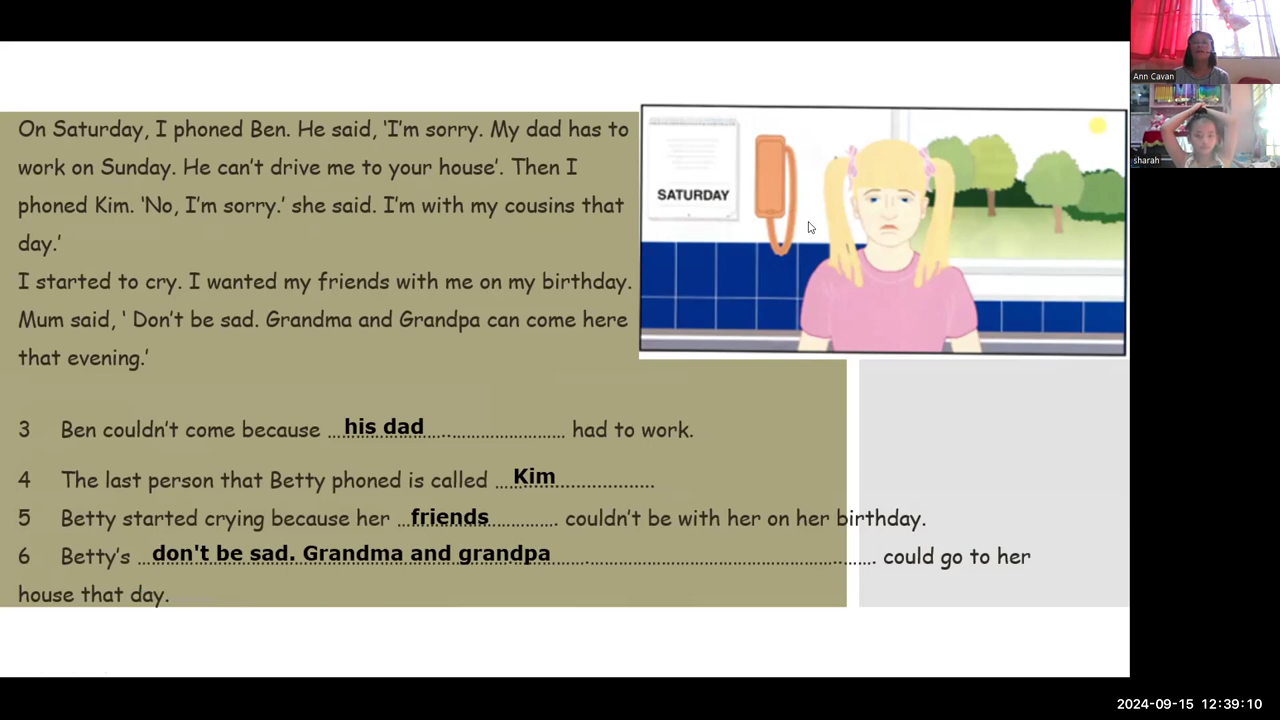 On Saturday, I phoned Ben. He said, ‘I’m sorry. My dad has to
work on Sunday. He can’t drive me to your house’. Then I
phoned Kim. ‘No, I’m sorry.’ she said. I’m with my cousins that
day.’
I started to cry. I wanted my friends with me on my birthday.
Mum said, ‘ Don’t be sad. Grandma and Grandpa can come here
that evening.’
SATURDAY
3 Ben couldn’t come because ... his dad .............................. had to work.
4 The last person that Betty phoned is called ... Kim ....................
5 Betty started crying because her ... friends ............. couldn’t be with her on her birthday.
6 Betty’s ... don't be sad. Grandma and grandpa ........................................................ could go to her
house that day.
Ann Cavan
sharah
2024-09-15 12:39:10